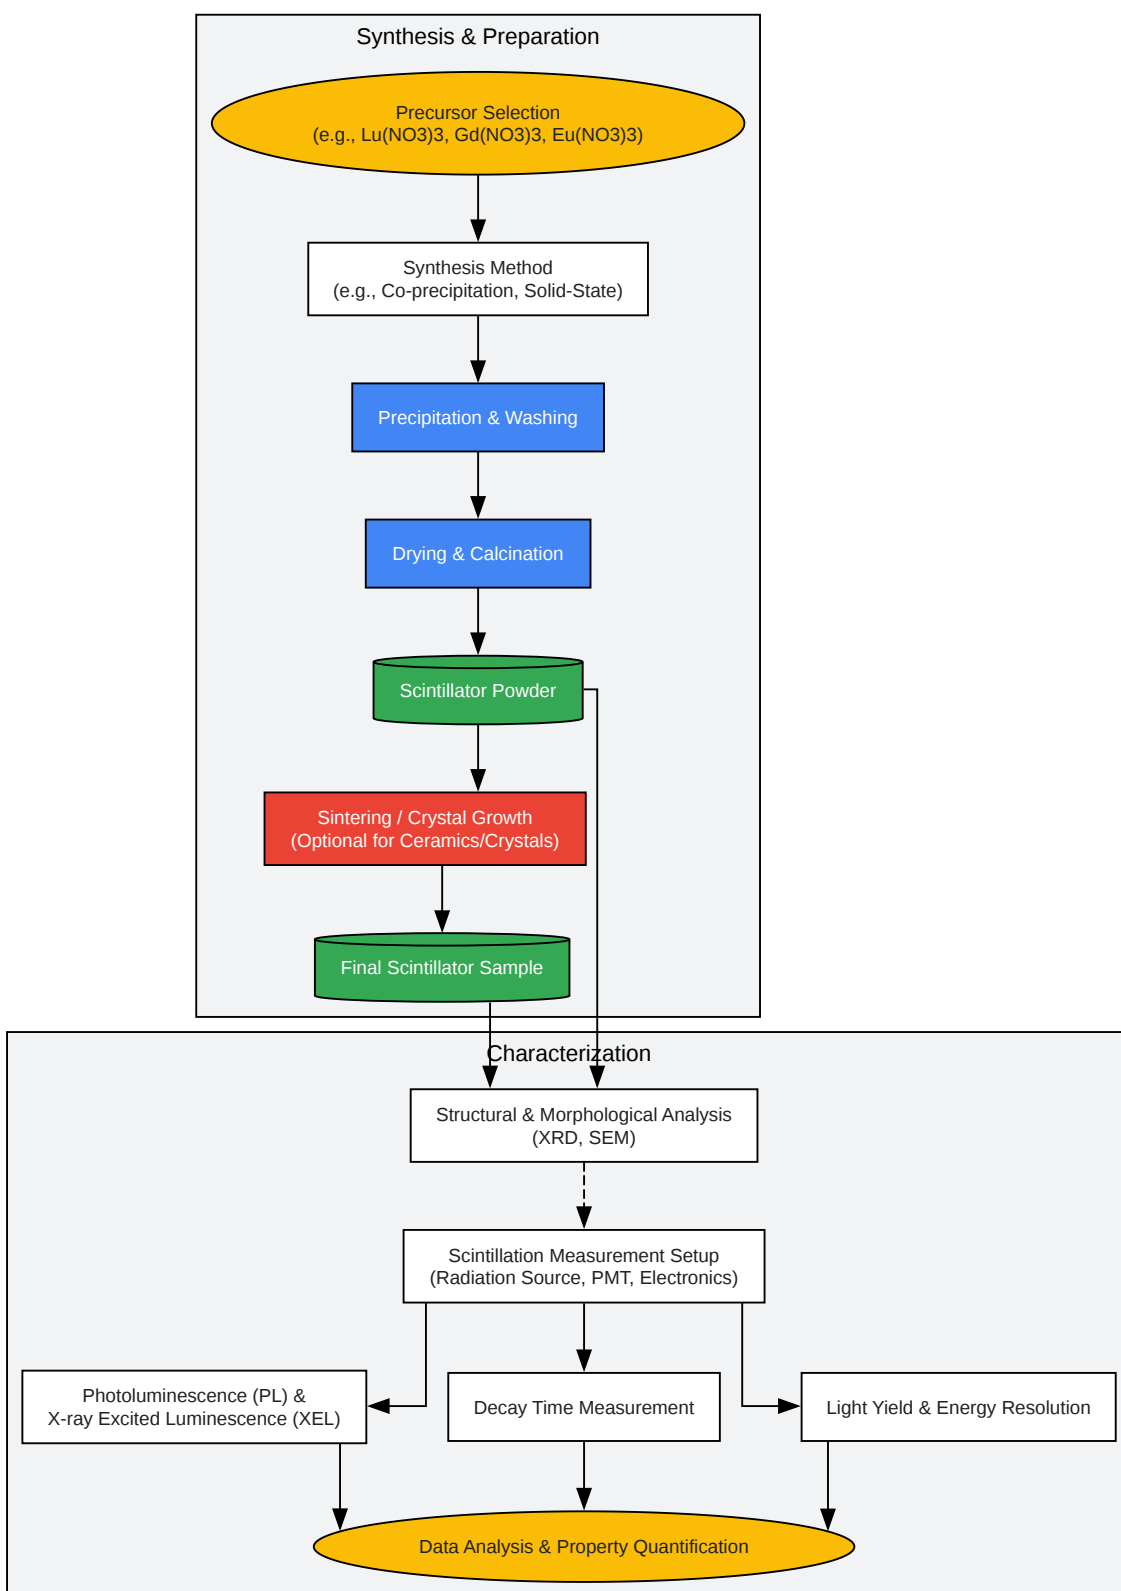 Synthesis & Preparation
Precursor Selection
(e.g., Lu(NO3)3, Gd(NO3)3, Eu(NO3)3)
Synthesis Method
(e.g., Co-precipitation, Solid-State)
Precipitation & Washing
Drying & Calcination
Scintillator Powder
Sintering / Crystal Growth
(Optional for Ceramics/Crystals)
Final Scintillator Sample
Characterization
Structural & Morphological Analysis
(XRD, SEM)
Scintillation Measurement Setup
(Radiation Source, PMT, Electronics)
Photoluminescence (PL) &
X-ray Excited Luminescence (XEL)
Decay Time Measurement
Light Yield & Energy Resolution
Data Analysis & Property Quantification